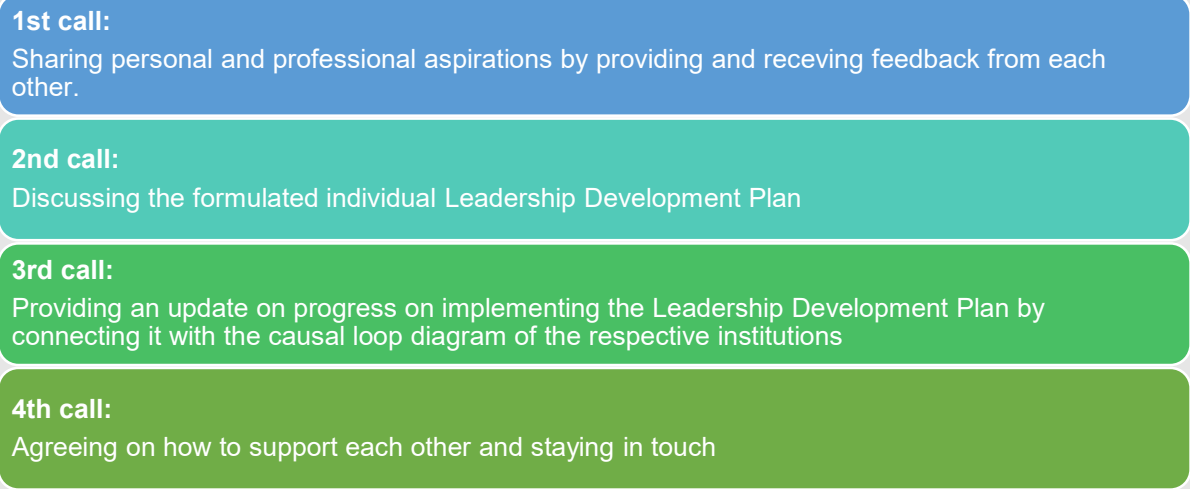 1st call:
Sharing personal and professional aspirations by providing and receving feedback from each
other.
2nd call:
Discussing the formulated individual Leadership Development Plan
3rd call:
Providing an update on progress on implementing the Leadership Development Plan by
connecting it with the causal loop diagram of the respective institutions
4th call:
Agreeing on how to support each other and staying in touch